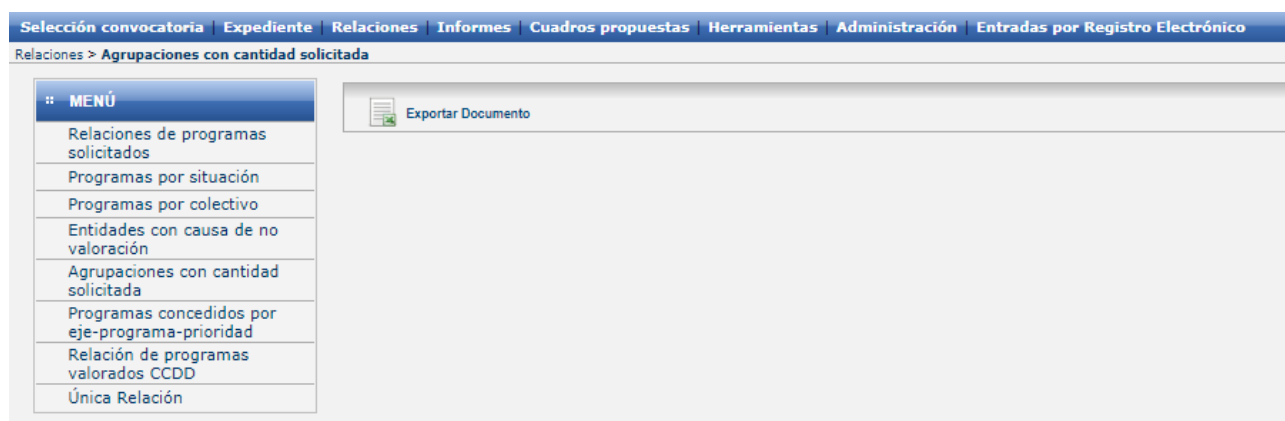 Selección convocatoria | Expediente | Relaciones | Informes | Cuadros propuestas | Herramientas | Administración | Entradas por Registro Electrónico
Relaciones > Agrupaciones con cantidad solicitada
MENÚ
Exportar Documento
Relaciones de programas
solicitados
Programas por situación
Programas por colectivo
Entidades con causa de no
valoración
Agrupaciones con cantidad
solicitada
Programas concedidos por
eje-programa-prioridad
Relación de programas
valorados CCDD
Única Relación